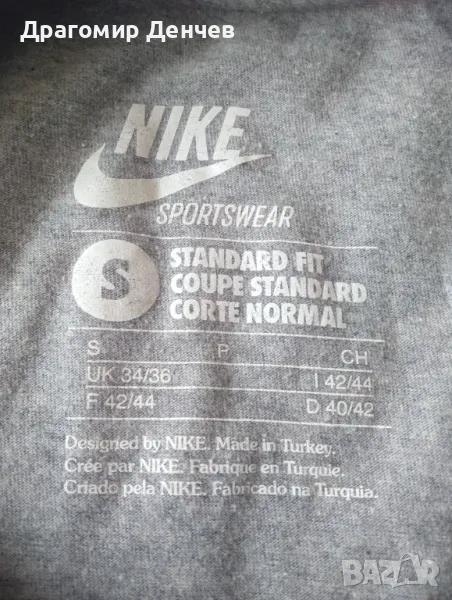 Драгомир Денчев
NIKE
SPORTSWEAR
S
STANDARD FIT
COUPE STANDARD
CORTE NORMAL
S P CH
UK 34/36 I 42/44
F 42/44 D 40/42
Designed by NIKE. Made in Turkey.
Crée par NIKE. Fabrique en Turquie.
Criado pela NIKE. Fabricado na Turquia.
BAZAR